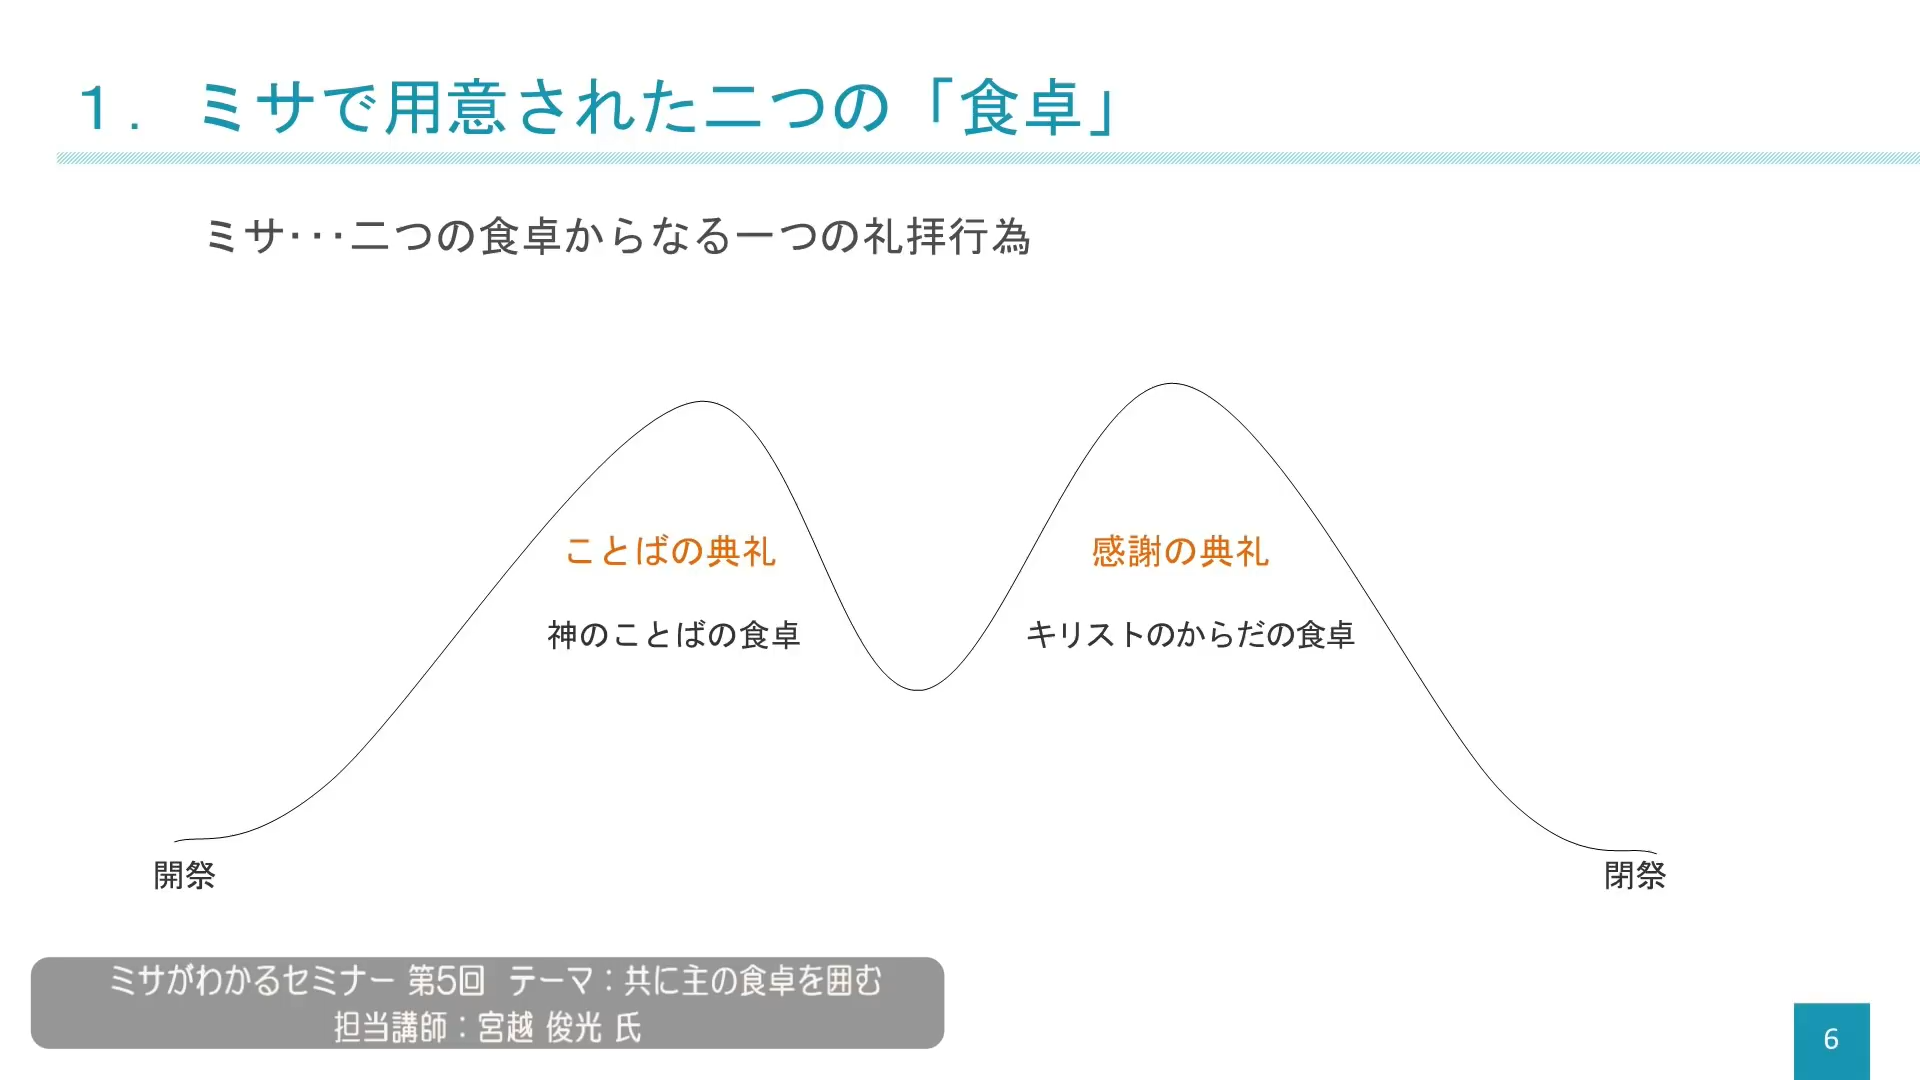 １． ミサで用意された二つの「食卓」
ミサ･･･二つの食卓からなる一つの礼拝行為
ことばの典礼
感謝の典礼
神のことばの食卓
キリストのからだの食卓
開祭
閉祭
ミサがわかるセミナー 第5回 テーマ：共に主の食卓を囲む
担当講師：宮越 俊光 氏
6